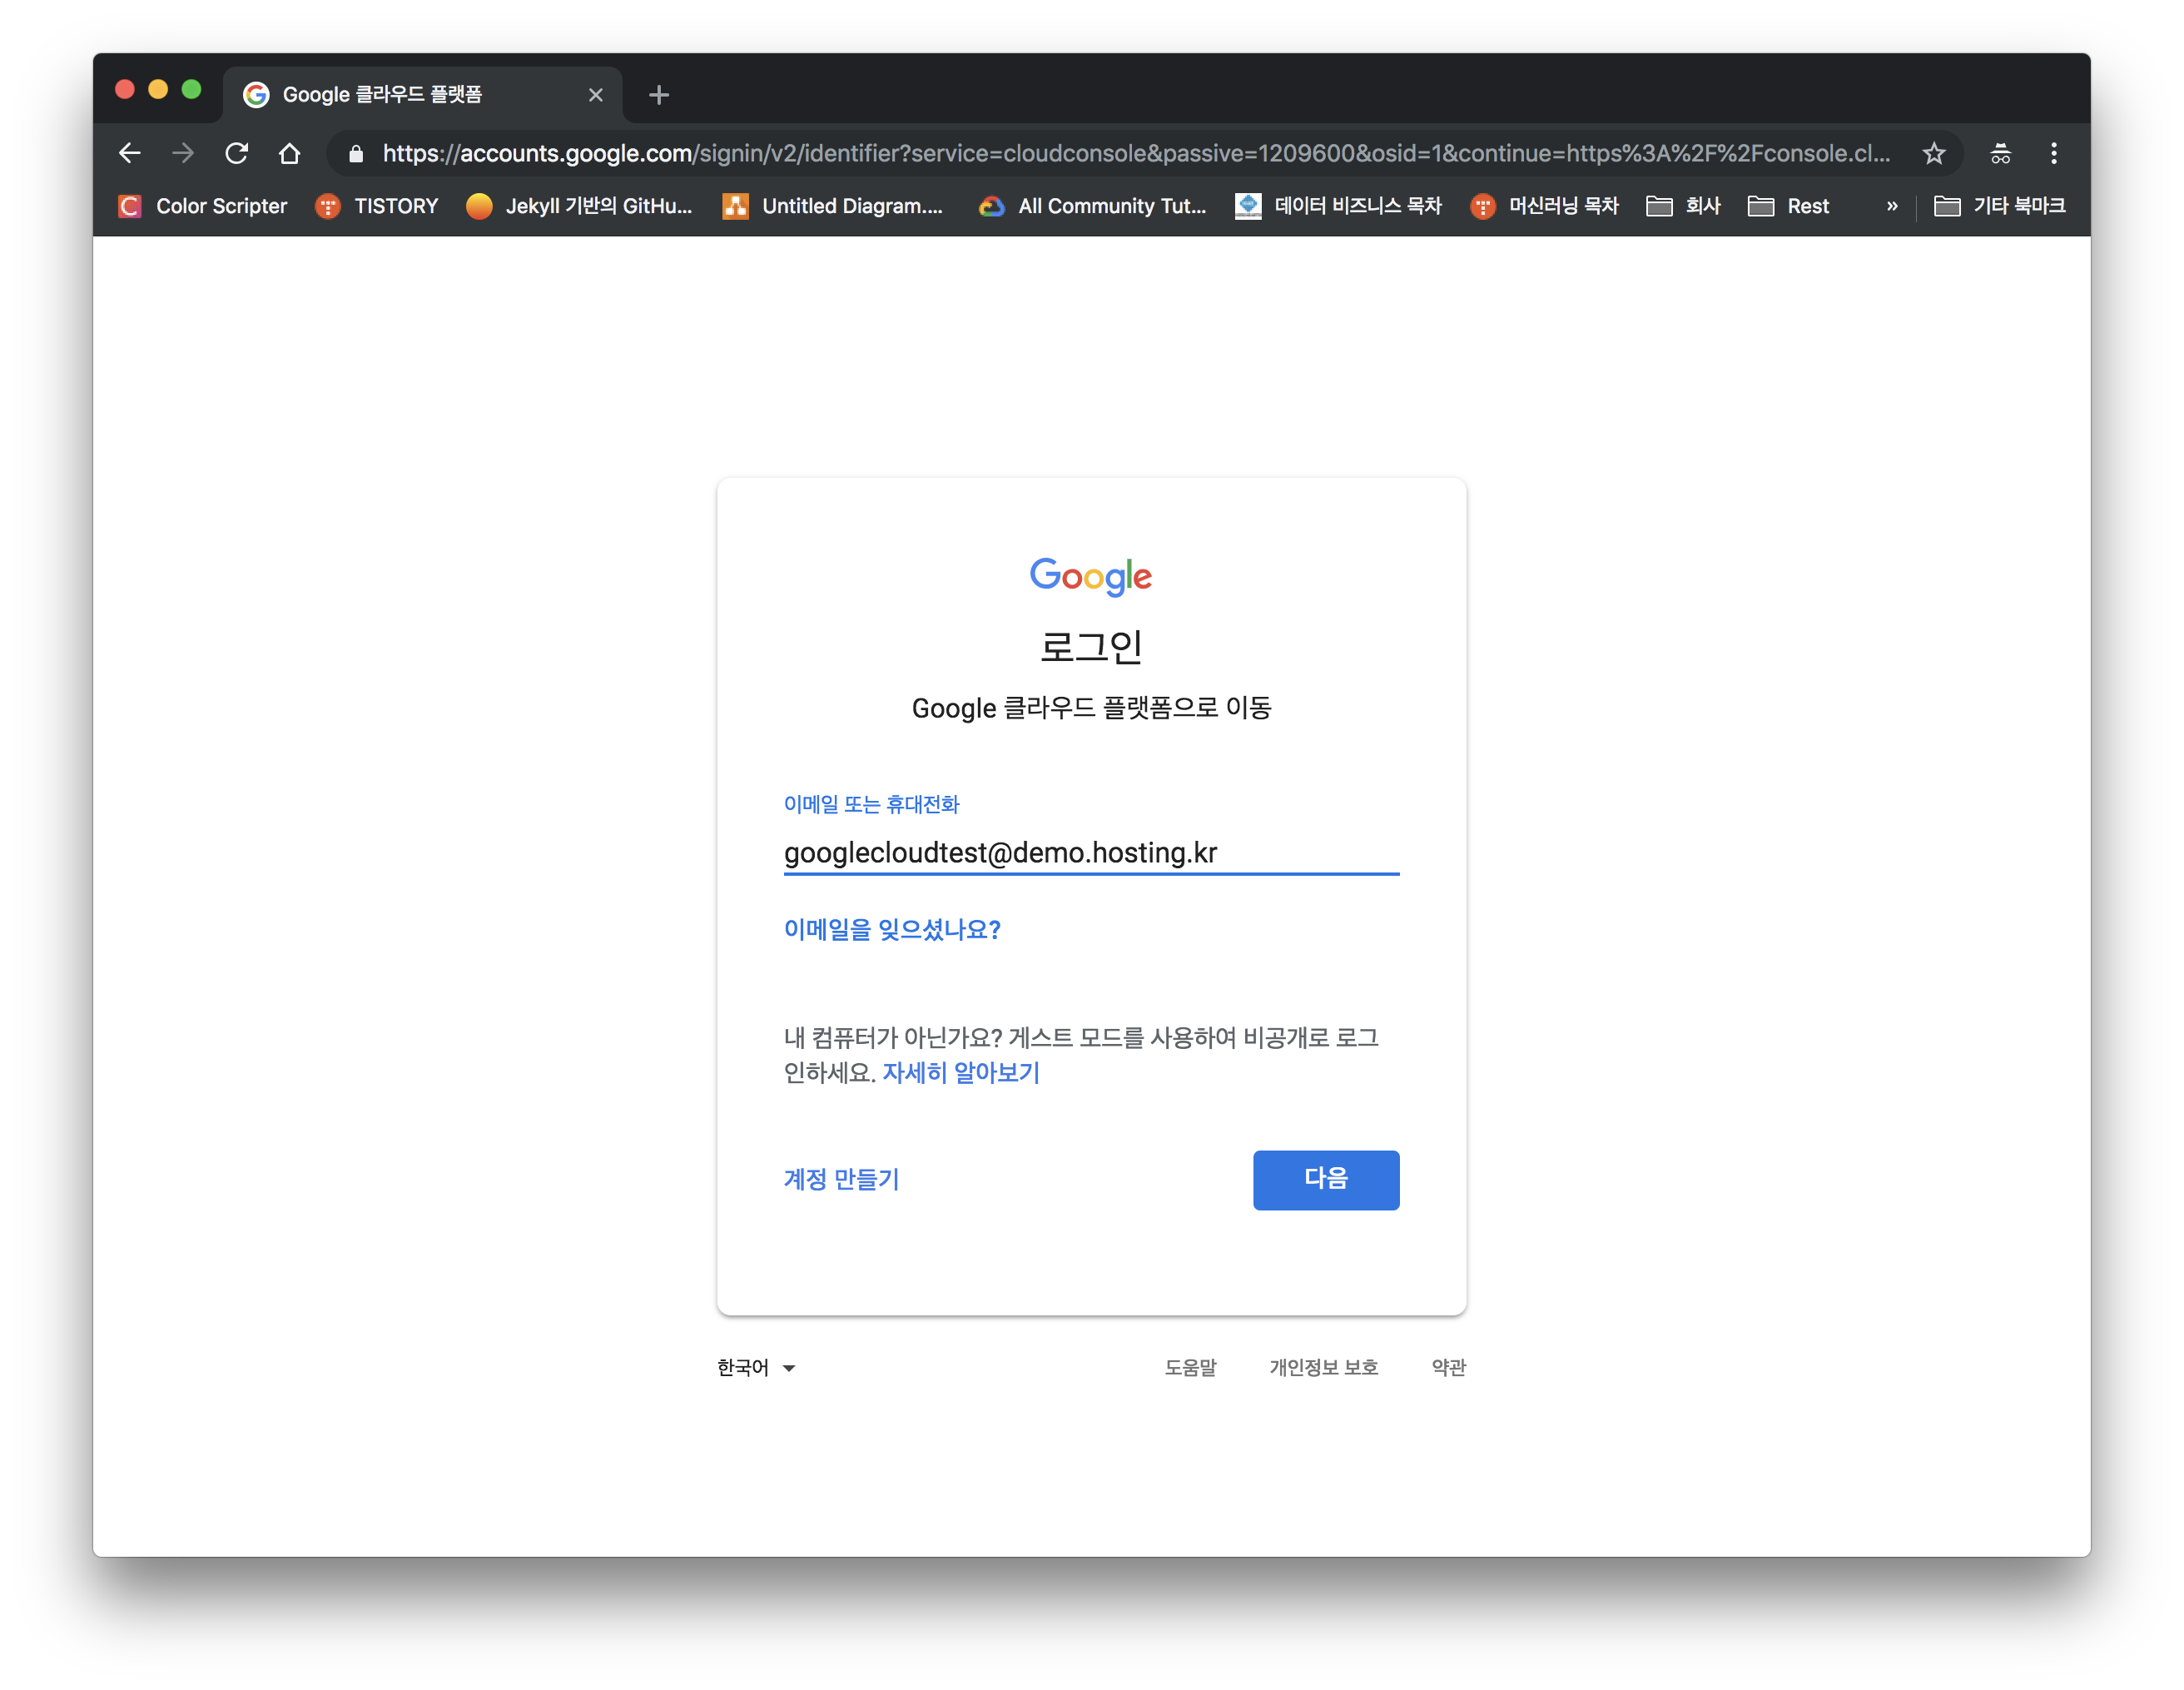 Google 클라우드 플랫폼
https://accounts.google.com/signin/v2/identifier?service=cloudconsole&passive=1209600&osid=1&continue=https%3A%2F%2Fconsole.cl...
Color Scripter TISTORY Jekyll 기반의 GitHu... Untitled Diagram.... All Community Tut... 데이터 비즈니스 목차 머신러닝 목차 회사 Rest » 기타 북마크
Google
로그인
Google 클라우드 플랫폼으로 이동
이메일 또는 휴대전화
googlecloudtest@demo.hosting.kr
이메일을 잊으셨나요?
내 컴퓨터가 아닌가요? 게스트 모드를 사용하여 비공개로 로그
인하세요. 자세히 알아보기
계정 만들기 다음
한국어 도움말 개인정보 보호 약관